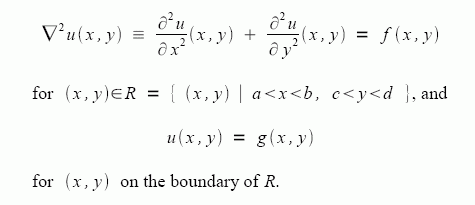 ∇²u(x,y) ≡ ∂²u/∂x²(x,y) + ∂²u/∂y²(x,y) = f(x,y)
for (x,y)∈R = { (x,y) | a<x<b, c<y<d }, and
u(x,y) = g(x,y)
for (x,y) on the boundary of R.